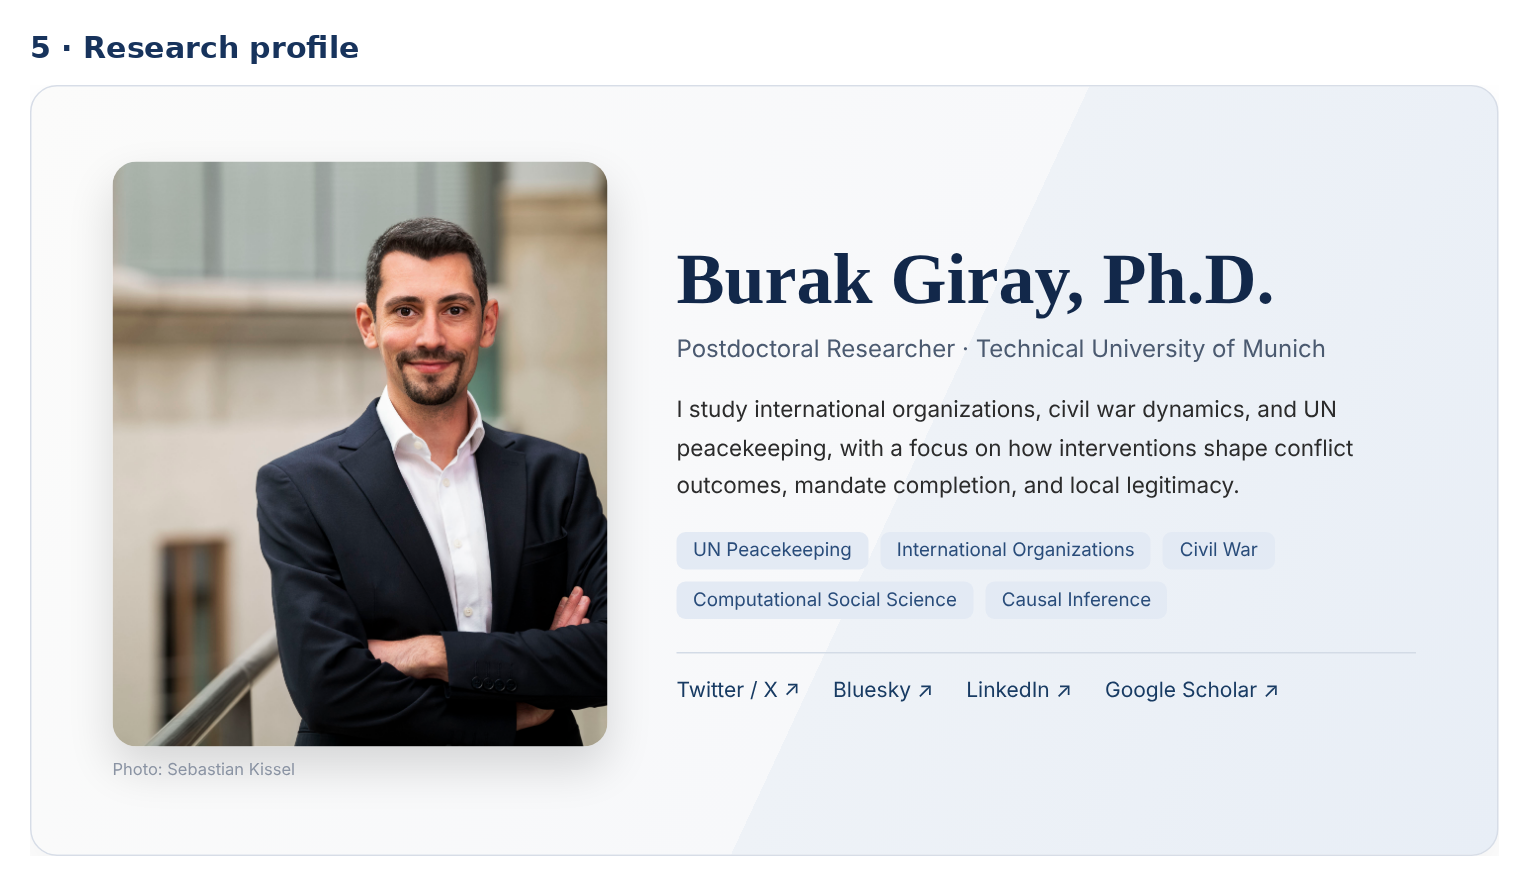 5 · Research profile
Burak Giray, Ph.D.
Postdoctoral Researcher · Technical University of Munich
I study international organizations, civil war dynamics, and UN
peacekeeping, with a focus on how interventions shape conflict
outcomes, mandate completion, and local legitimacy.
UN Peacekeeping International Organizations Civil War
Computational Social Science Causal Inference
Twitter / X ↗ Bluesky ↗ LinkedIn ↗ Google Scholar ↗
Photo: Sebastian Kissel